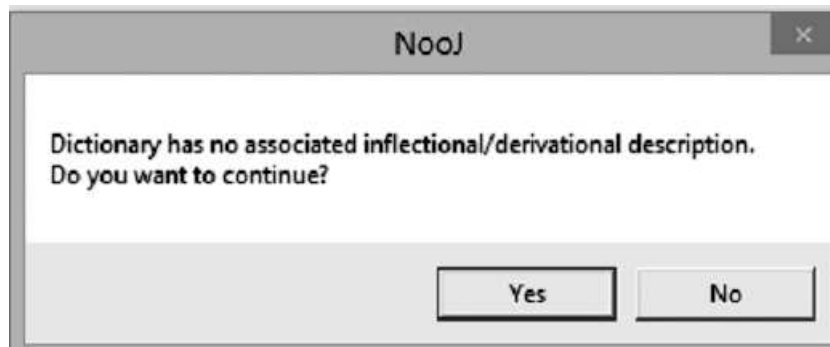 NooJ
Dictionary has no associated inflectional/derivational description.
Do you want to continue?
Yes
No